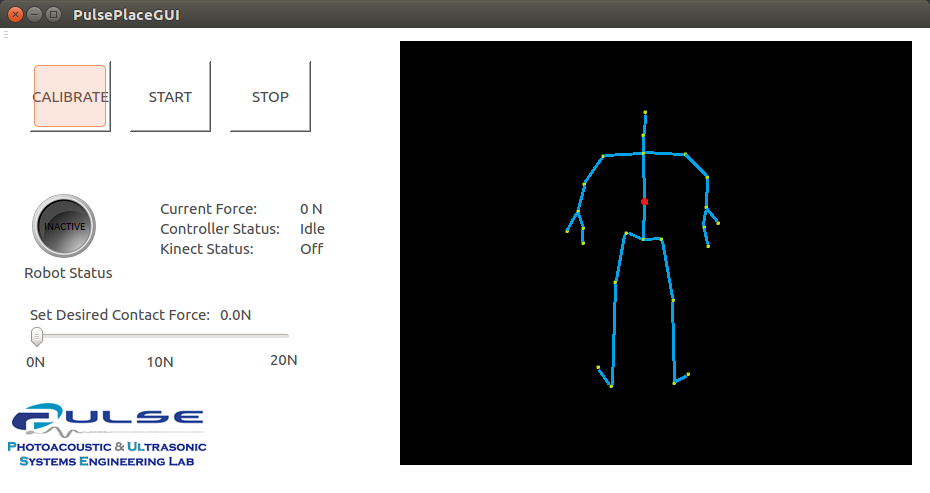 PulsePlaceGUI
CALIBRATE START STOP
INACTIVE
Robot Status
Current Force: 0 N
Controller Status: Idle
Kinect Status: Off
Set Desired Contact Force: 0.0N
0N 10N 20N
PULSE
PHOTOACOUSTIC & ULTRASONIC
SYSTEMS ENGINEERING LAB